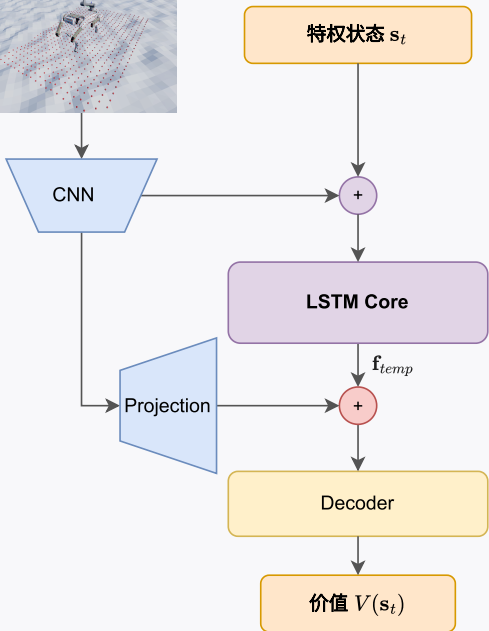 特权状态 s_t
CNN
+
LSTM Core
f_temp
Projection
+
Decoder
价值 V(s_t)